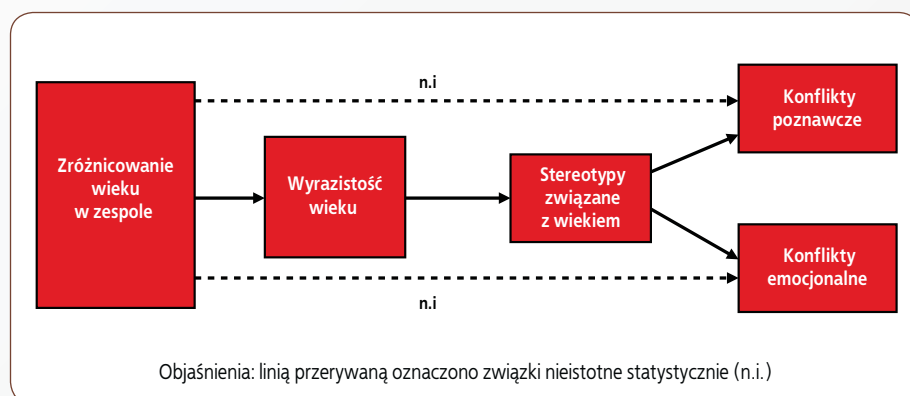 n.i
Konflikty
poznawcze
Zróżnicowanie
wieku
w zespole
Wyrazistość
wieku
Stereotypy
związane
z wiekiem
Konflikty
emocjonalne
n.i
Objaśnienia: linią przerywaną oznaczono związki nieistotne statystycznie (n.i.)